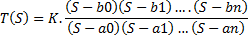 T(S) = K. (S − b0)(S − b1) …. (S − bn) / (S − a0)(S − a1) … (S − an)